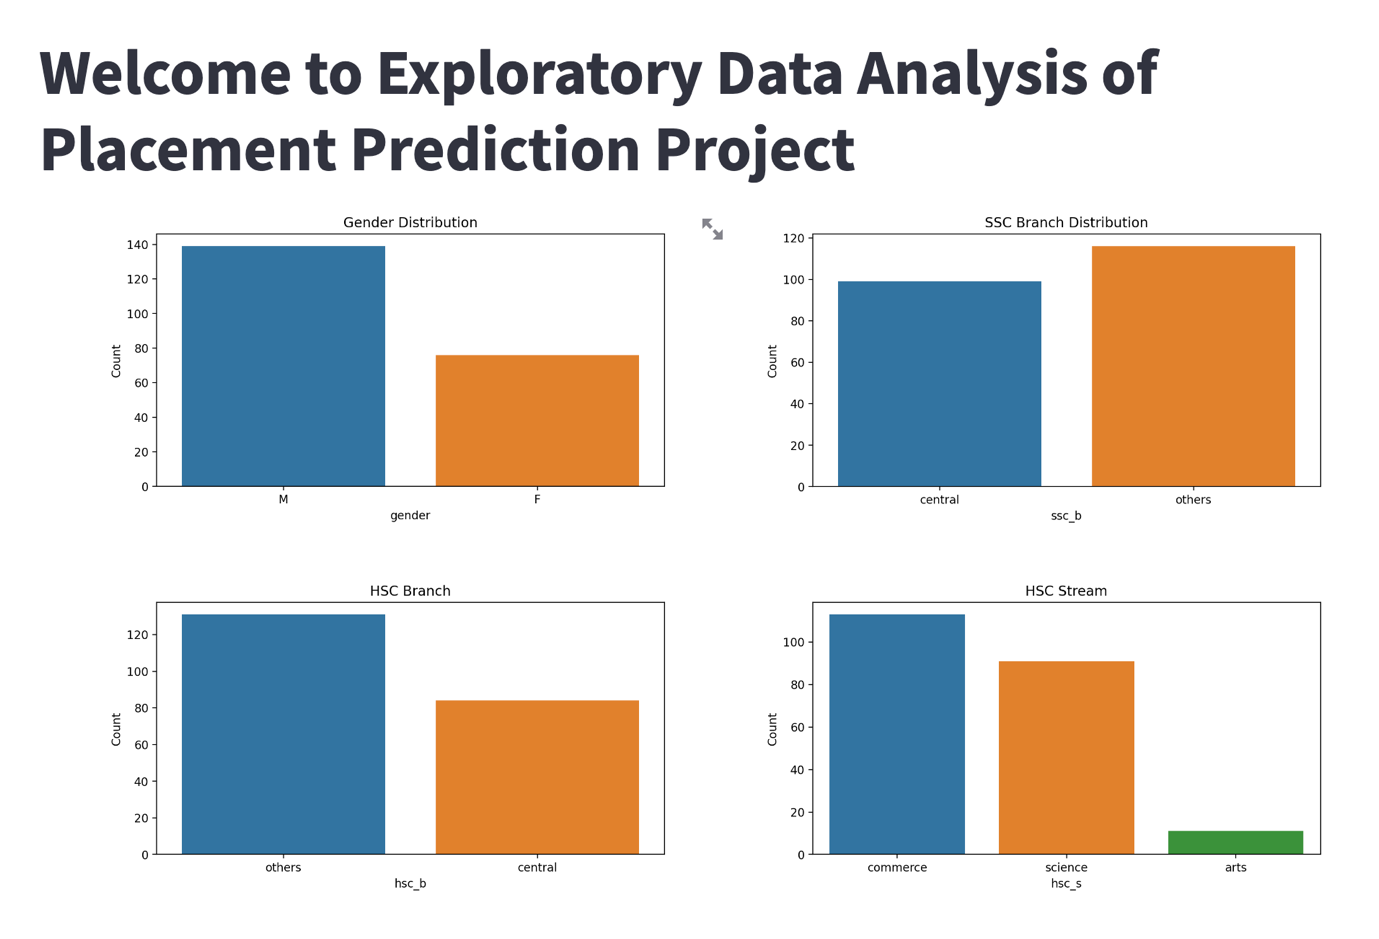 Welcome to Exploratory Data Analysis of
Placement Prediction Project
Gender Distribution
140
120
100
80
60
40
20
0
Count
M
F
gender
SSC Branch Distribution
120
100
80
60
40
20
0
Count
central
others
ssc_b
HSC Branch
120
100
80
60
40
20
0
Count
others
central
hsc_b
HSC Stream
100
80
60
40
20
0
Count
commerce
science
arts
hsc_s